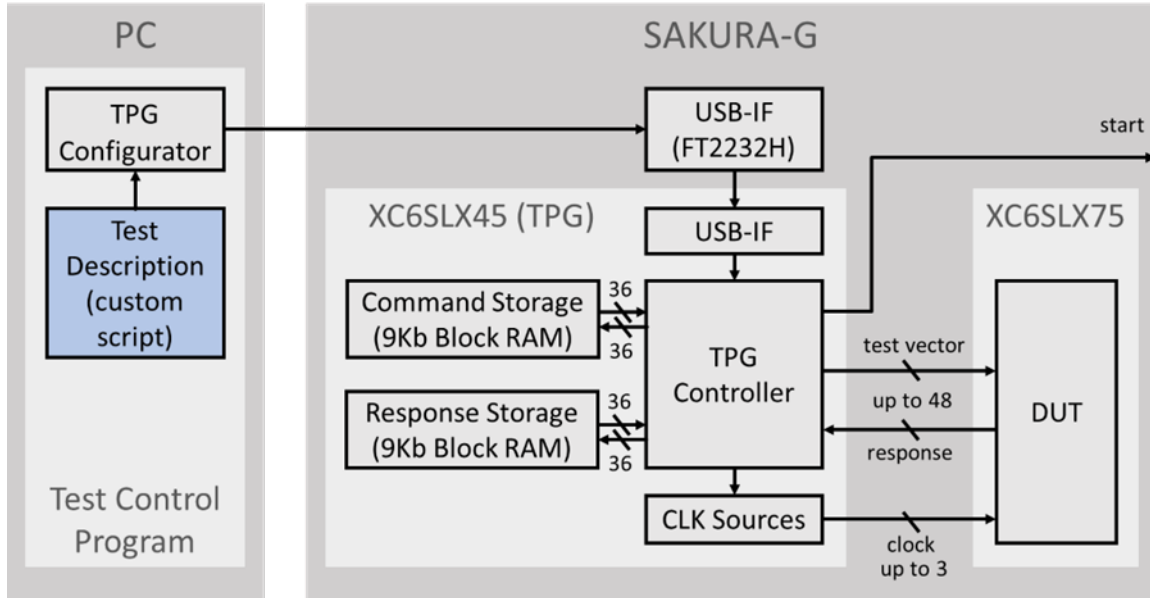 PC
TPG
Configurator
Test
Description
(custom
script)
Test Control
Program
SAKURA-G
USB-IF
(FT2232H)
start
XC6SLX45 (TPG)
USB-IF
XC6SLX75
Command Storage
(9Kb Block RAM)
36
36
Response Storage
(9Kb Block RAM)
36
36
TPG
Controller
test vector
up to 48
response
DUT
CLK Sources
clock
up to 3